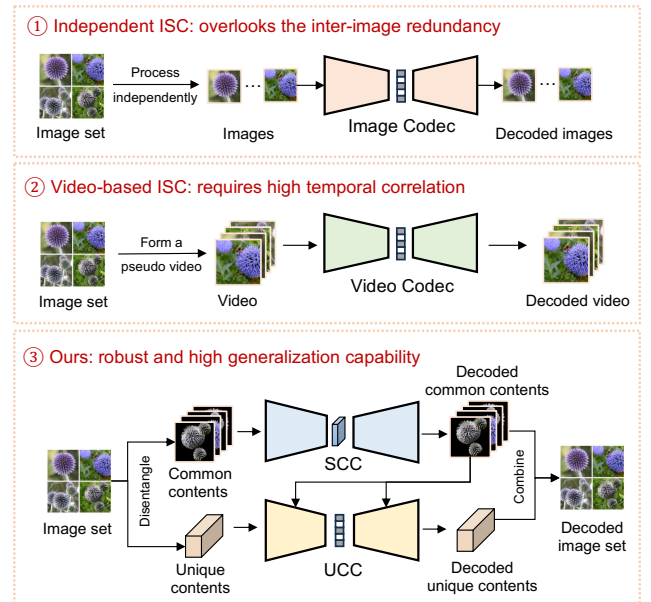 ① Independent ISC: overlooks the inter-image redundancy
Process
independently
...
...
Image set
Images
Image Codec
Decoded images
② Video-based ISC: requires high temporal correlation
Form a
pseudo video
Image set
Video
Video Codec
Decoded video
③ Ours: robust and high generalization capability
Decoded
common contents
Common
contents
SCC
Disentangle
Combine
Image set
Decoded
image set
Unique
contents
UCC
Decoded
unique contents